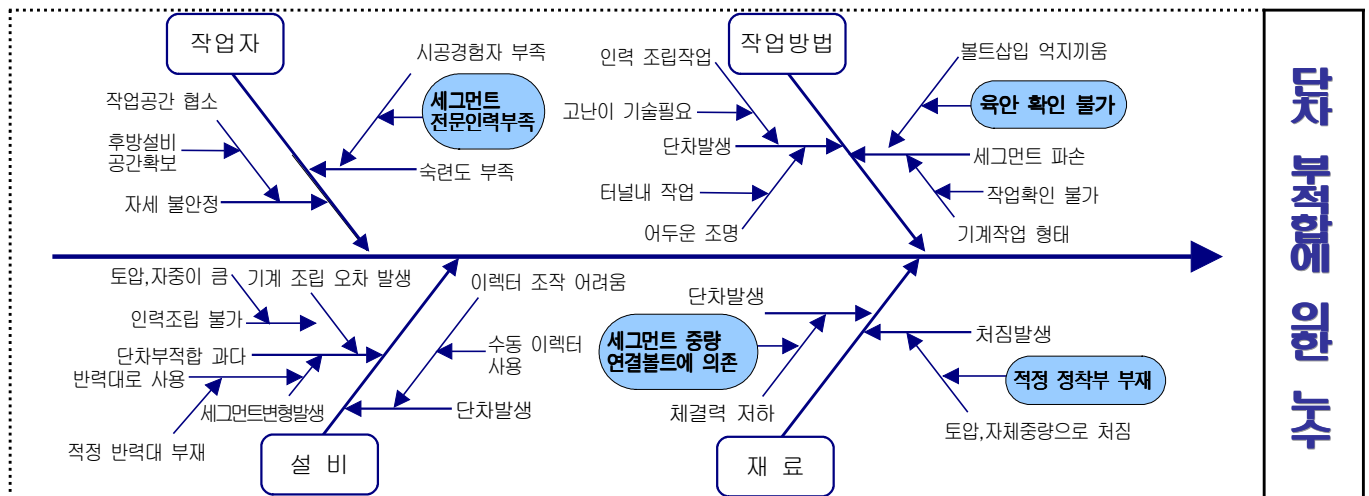 작업자
시공경험자 부족
작업공간 협소
세그먼트
전문인력부족
후방설비
공간확보
숙련도 부족
자세 불안정
작업방법
인력 조립작업
볼트삽입 억지끼움
고난이 기술필요
육안 확인 불가
단차발생
세그먼트 파손
터널내 작업
작업확인 불가
어두운 조명
기계작업 형태
토압,자중이 큼
기계 조립 오차 발생
이렉터 조작 어려움
인력조립 불가
수동 이렉터
사용
단차부적합 과다
반력대로 사용
세그먼트변형발생
단차발생
적정 반력대 부재
설 비
단차발생
처짐발생
세그먼트 중량
연결볼트에 의존
적정 정착부 부재
체결력 저하
토압,자체중량으로 처짐
재 료
단차 부적합에 의한 누수